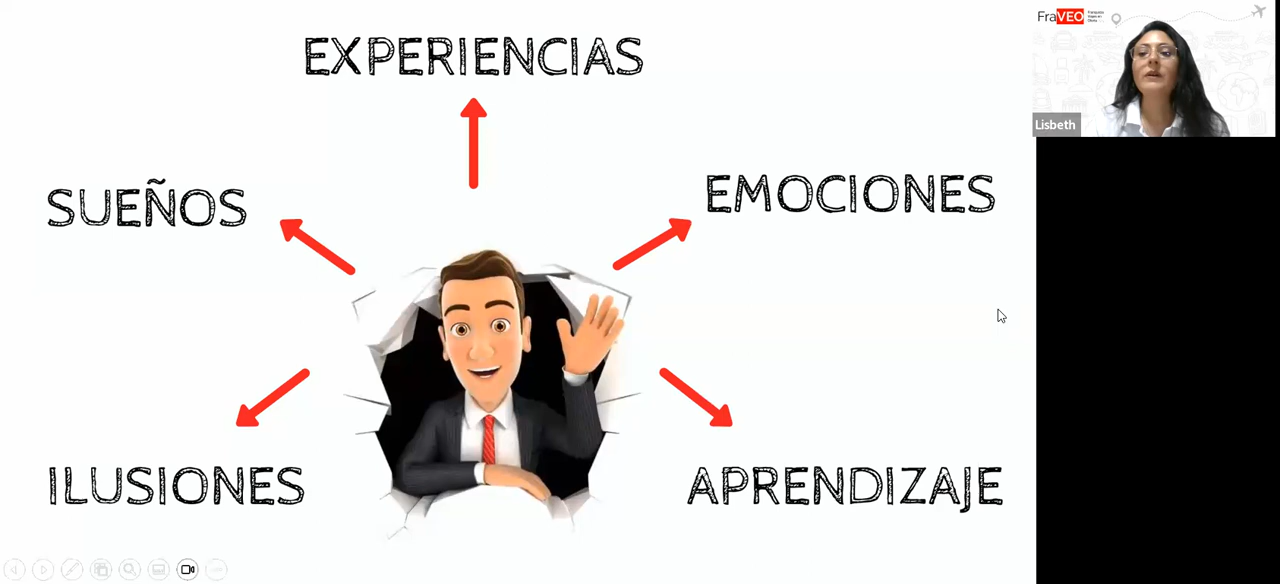 EXPERIENCIAS
SUEÑOS
EMOCIONES
ILUSIONES
APRENDIZAJE
FraVEO
Lisbeth